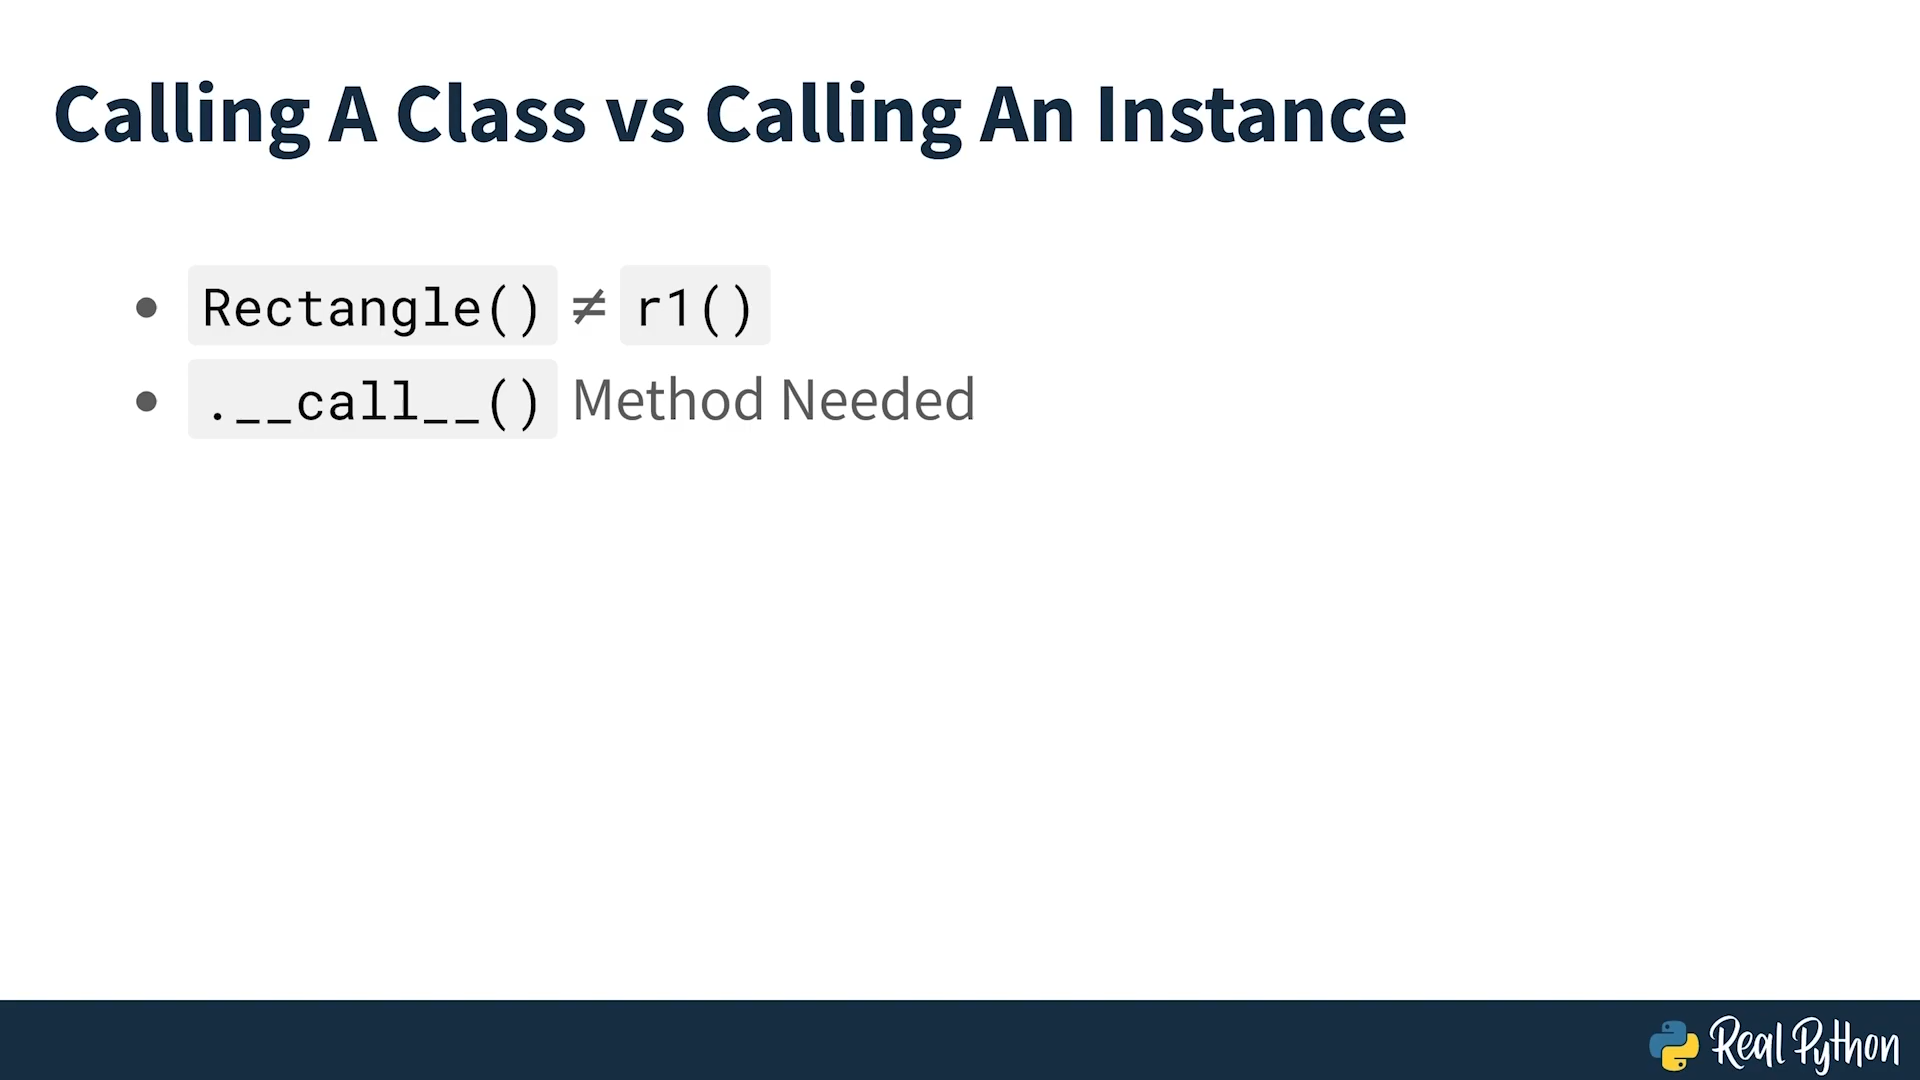 Calling A Class vs Calling An Instance
• Rectangle() ≠ r1()
• .__call__() Method Needed
Real Python